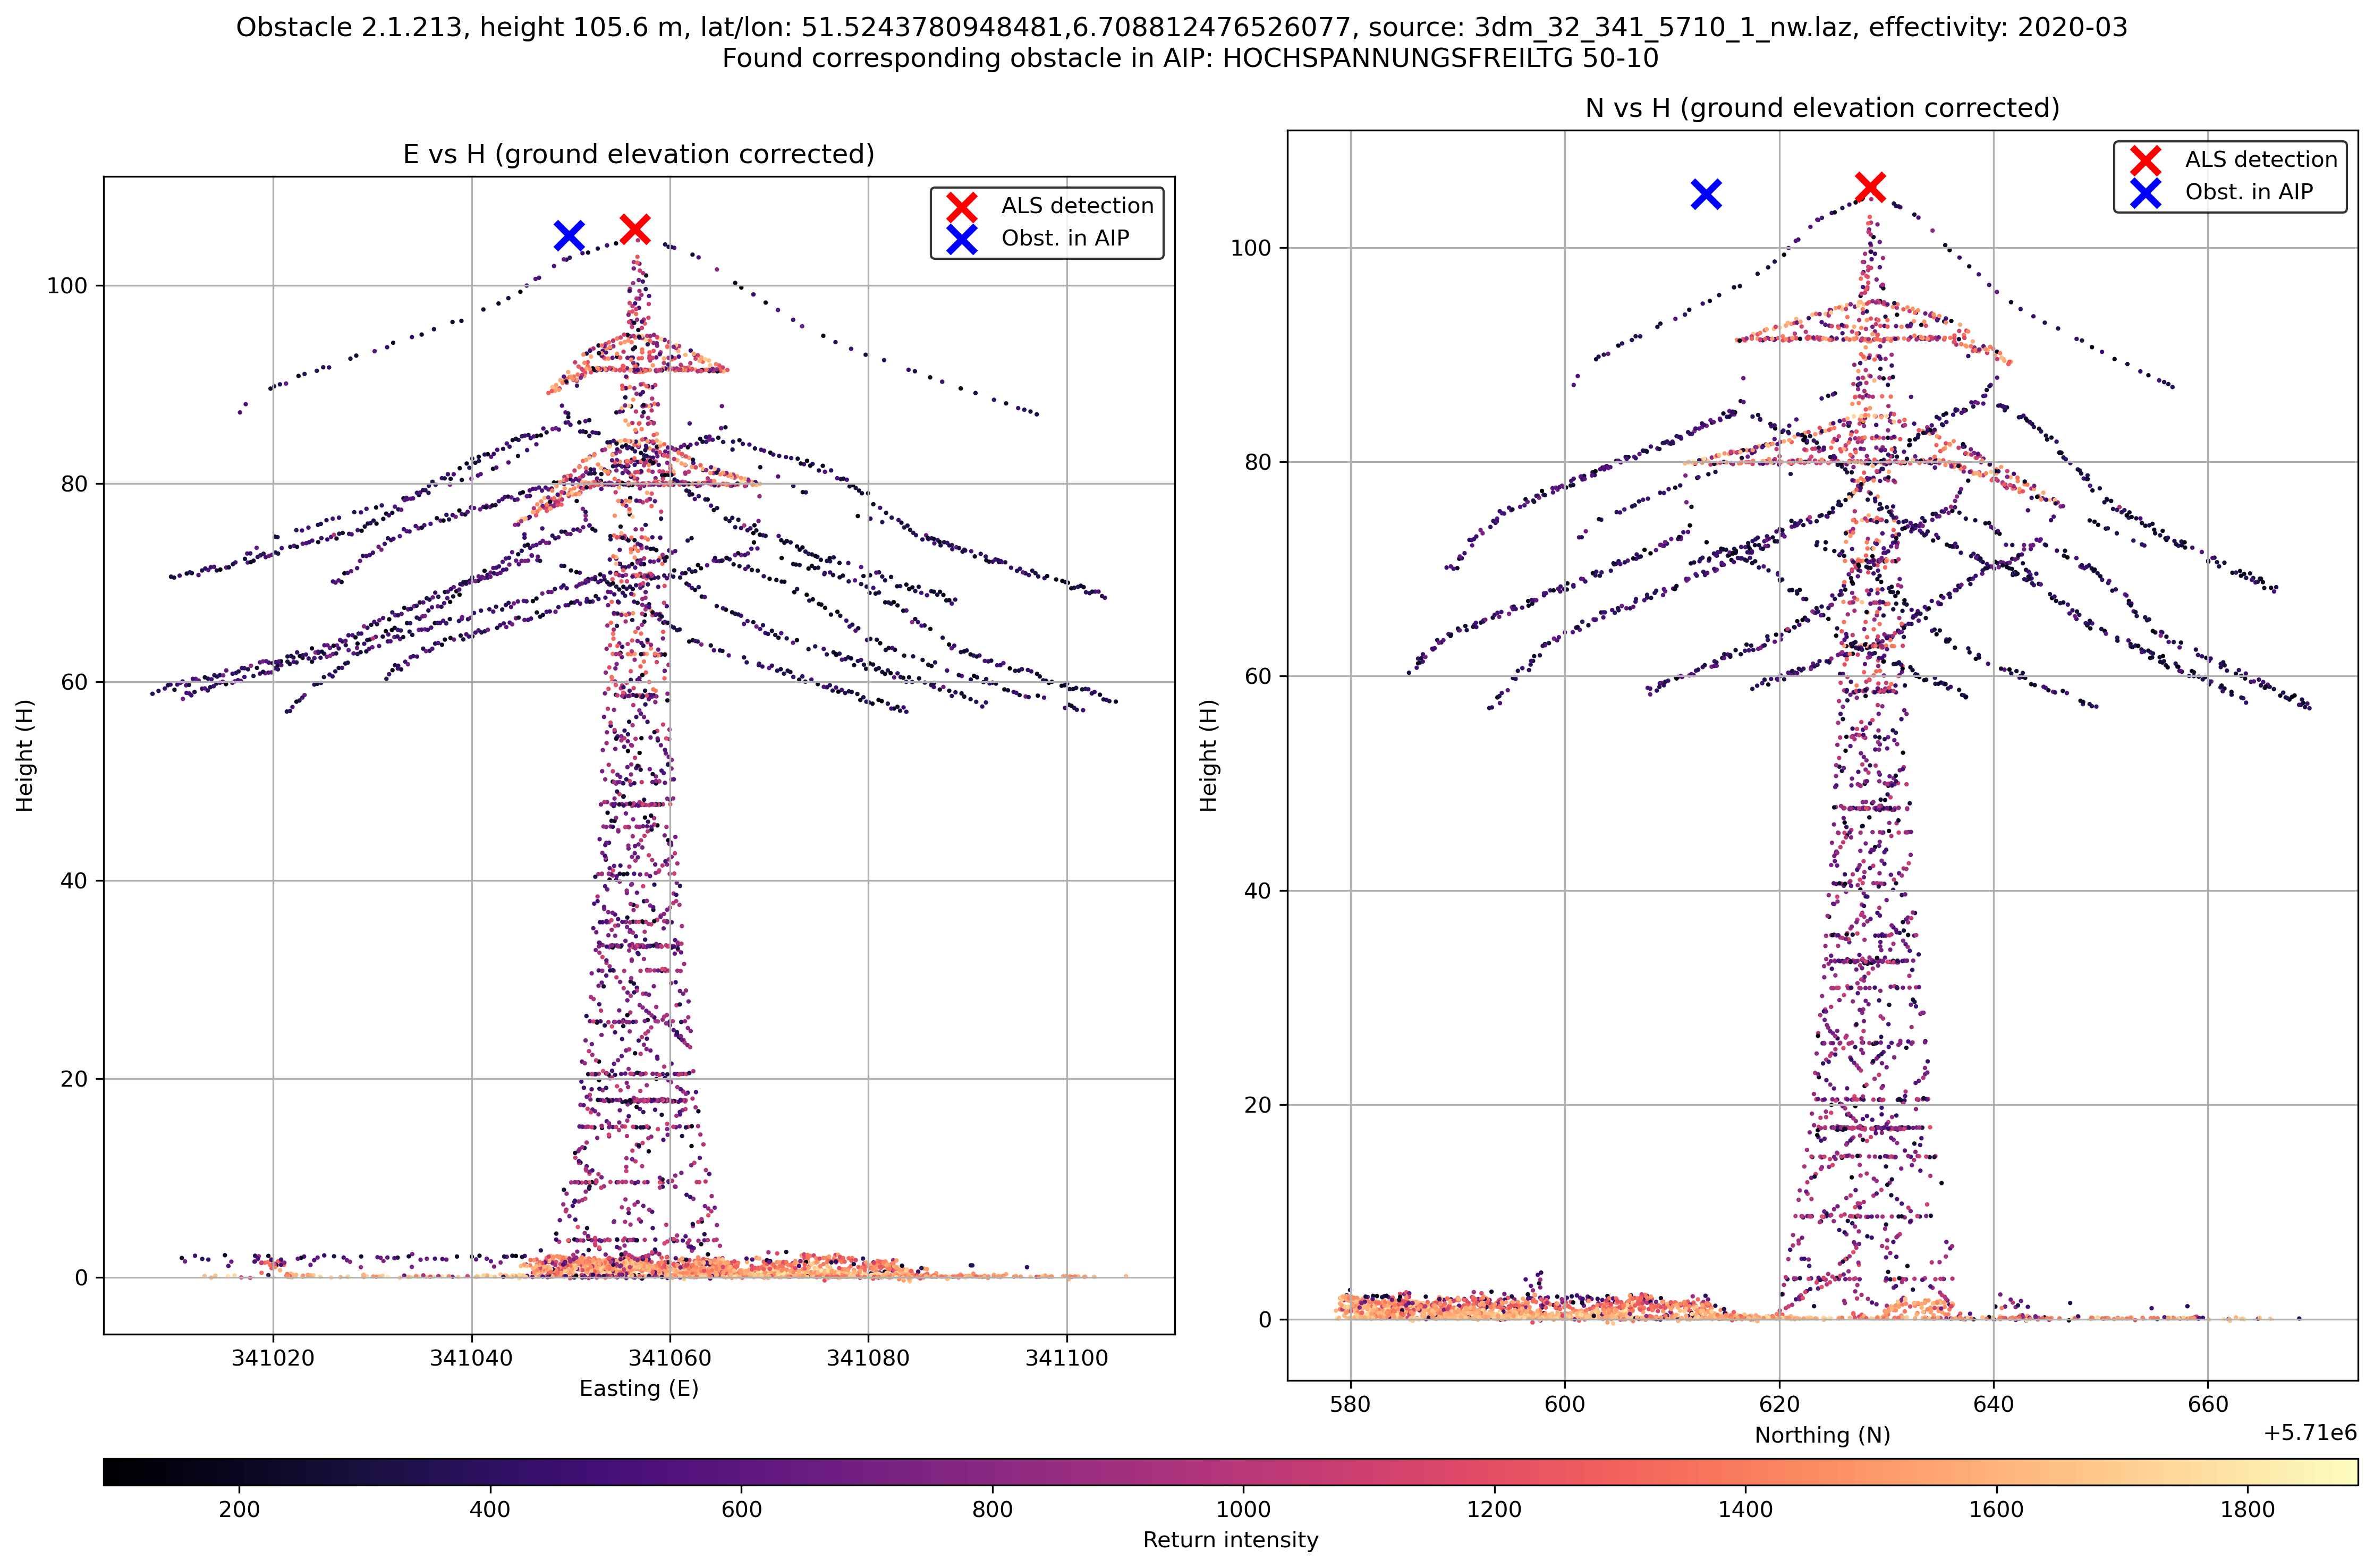 Obstacle 2.1.213, height 105.6 m, lat/lon: 51.5243780948481,6.708812476526077, source: 3dm_32_341_5710_1_nw.laz, effectivity: 2020-03
Found corresponding obstacle in AIP: HOCHSPANNUNGSFREILTG 50-10
E vs H (ground elevation corrected)
ALS detection
Obst. in AIP
100
80
60
40
20
0
Height (H)
341020 341040 341060 341080 341100
Easting (E)
N vs H (ground elevation corrected)
ALS detection
Obst. in AIP
100
80
60
40
20
0
Height (H)
580 600 620 640 660
+5.71e6
Northing (N)
200 400 600 800 1000 1200 1400 1600 1800
Return intensity